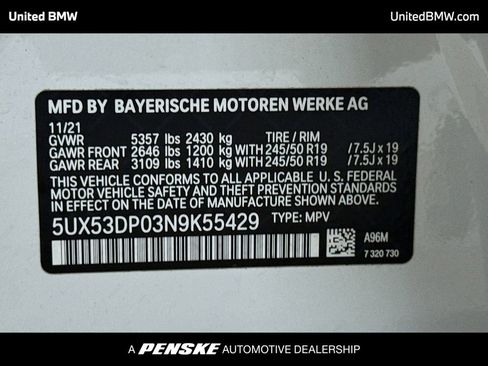 United BMW
UnitedBMW.com
MFD BY BAYERISCHE MOTOREN WERKE AG
11/21
GVWR 5357 lbs 2430 kg TIRE / RIM
GAWR FRONT 2646 lbs 1200 kg WITH 245/50 R19 /7.5J x 19
GAWR REAR 3109 lbs 1410 kg WITH 245/50 R19 /7.5J x 19
THIS VEHICLE CONFORMS TO ALL APPLICABLE U.S. FEDERAL
MOTOR VEHICLE SAFETY AND THEFT PREVENTION
STANDARDS IN EFFECT ON THE DATE OF MANUFACTURE
SHOWN ABOVE.
5UX53DP03N9K55429 TYPE: MPV
A96M
7 320 730
A PENSKE AUTOMOTIVE DEALERSHIP